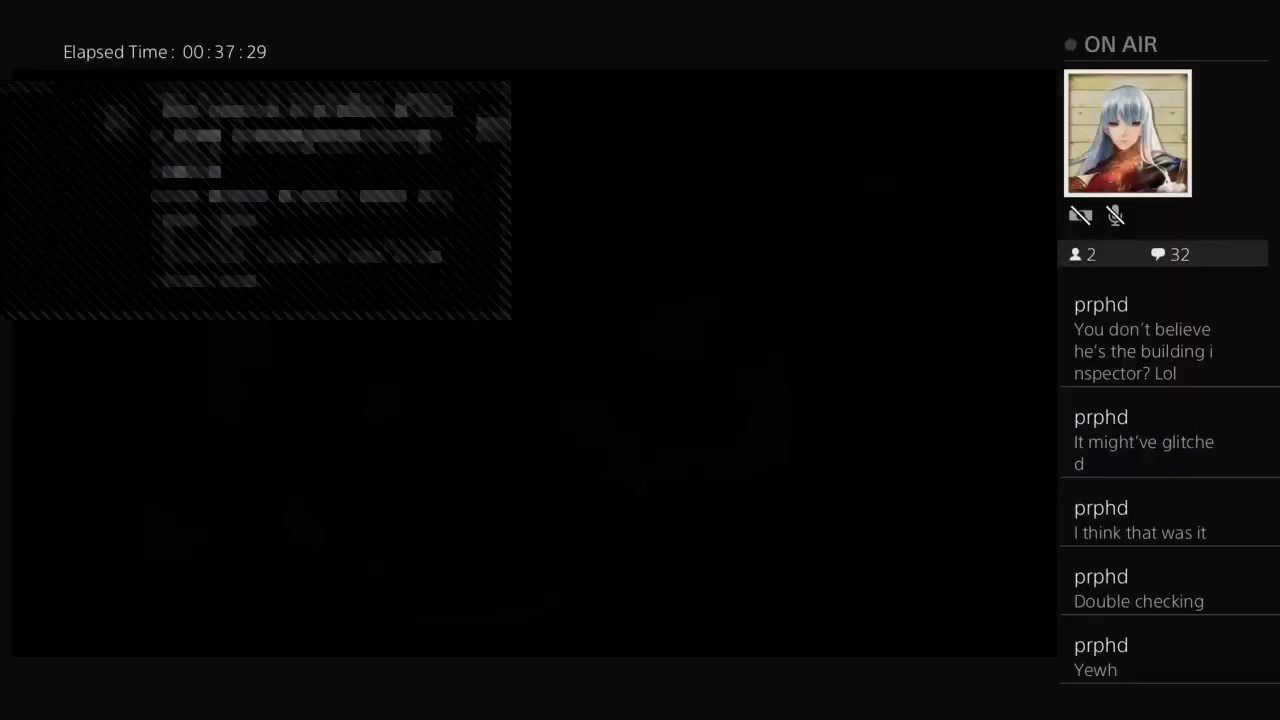 Elapsed Time: 00:37:29
ON AIR
2
32
prphd
You don't believe
he's the building i
nspector? Lol
prphd
It might've glitche
d
prphd
I think that was it
prphd
Double checking
prphd
Yewh